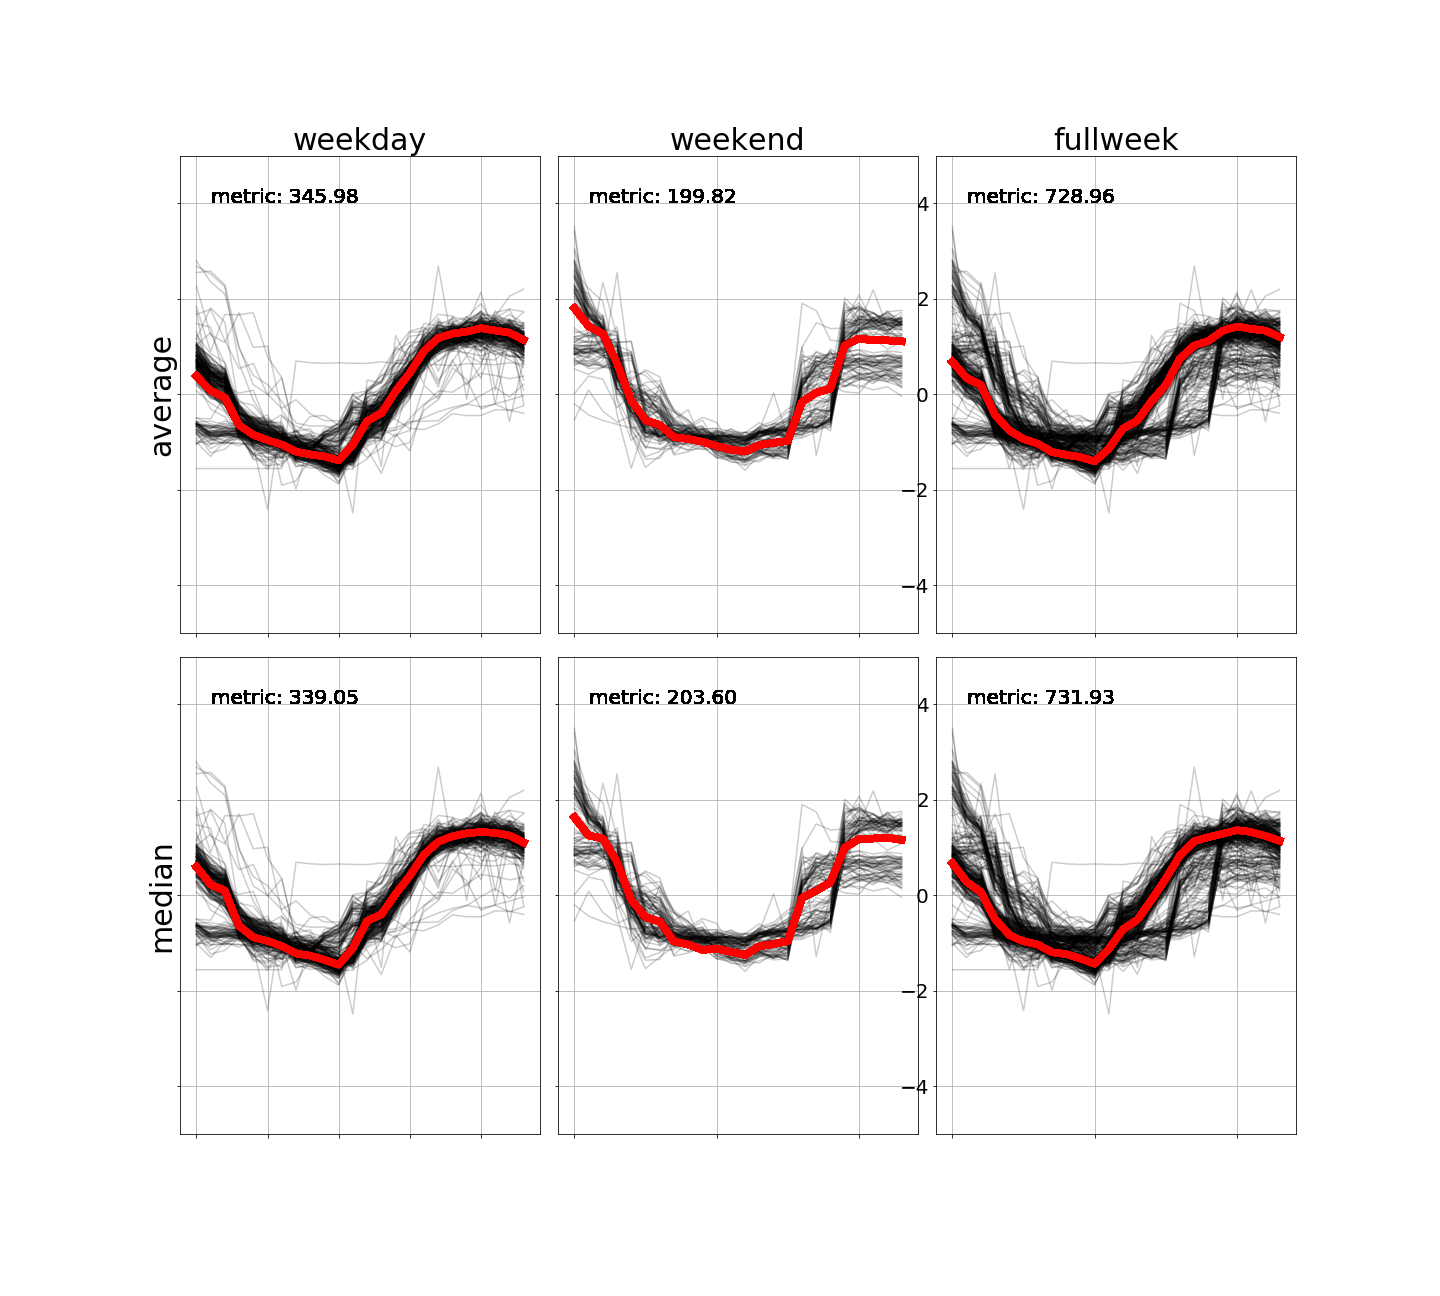 weekday weekend fullweek
metric: 345.98 metric: 199.82 metric: 728.96
4
2
average
0
−2
−4
metric: 339.05 metric: 203.60 metric: 731.93
4
2
median
0
−2
−4